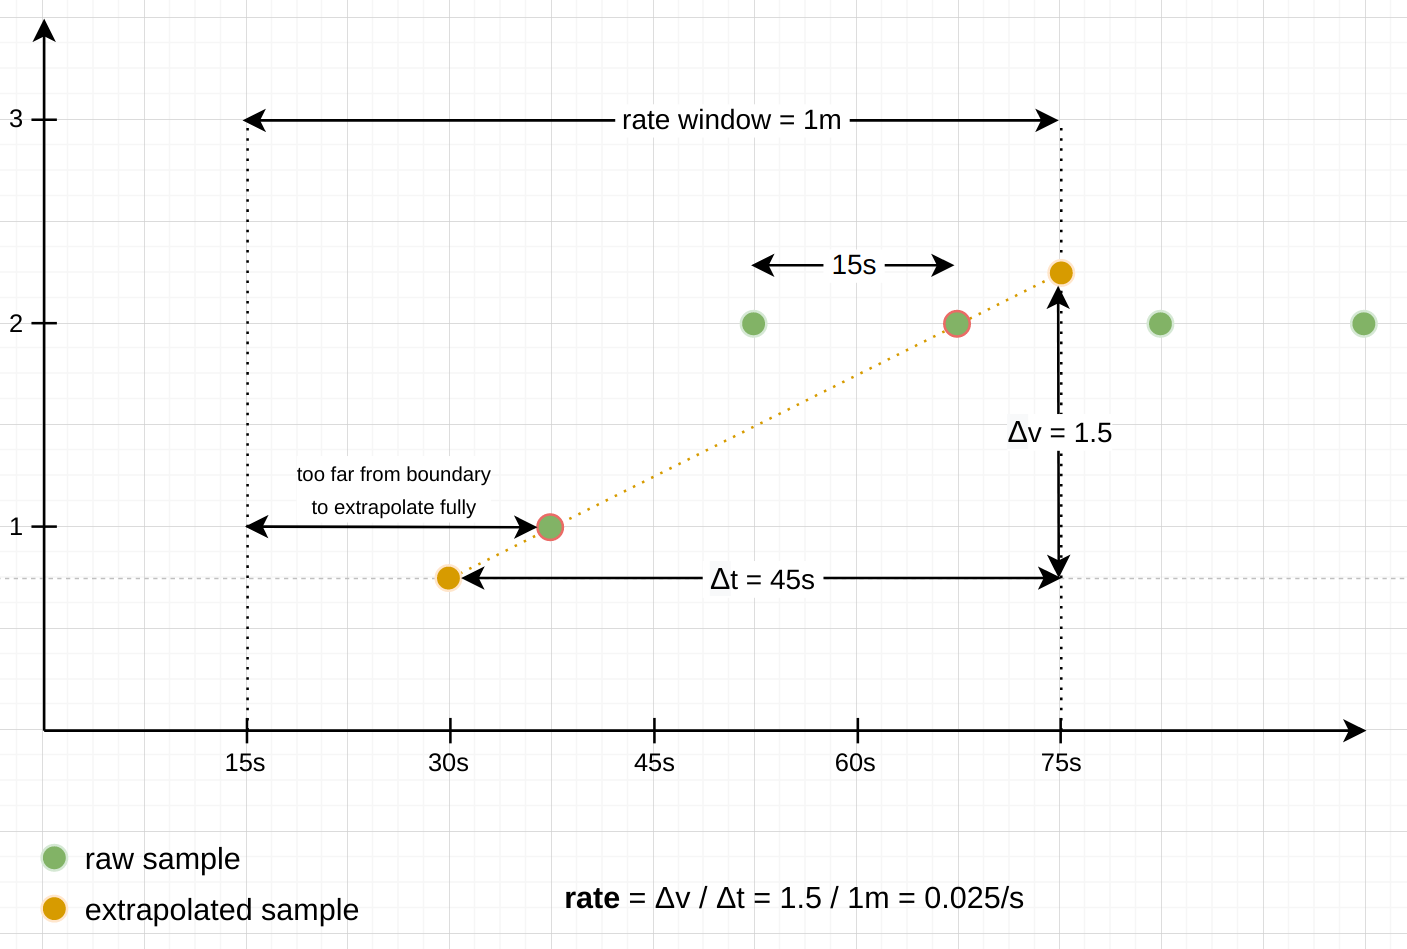 3
rate window = 1m
15s
2
Δv = 1.5
too far from boundary
to extrapolate fully
1
Δt = 45s
15s
30s
45s
60s
75s
raw sample
extrapolated sample
rate = Δv / Δt = 1.5 / 1m = 0.025/s